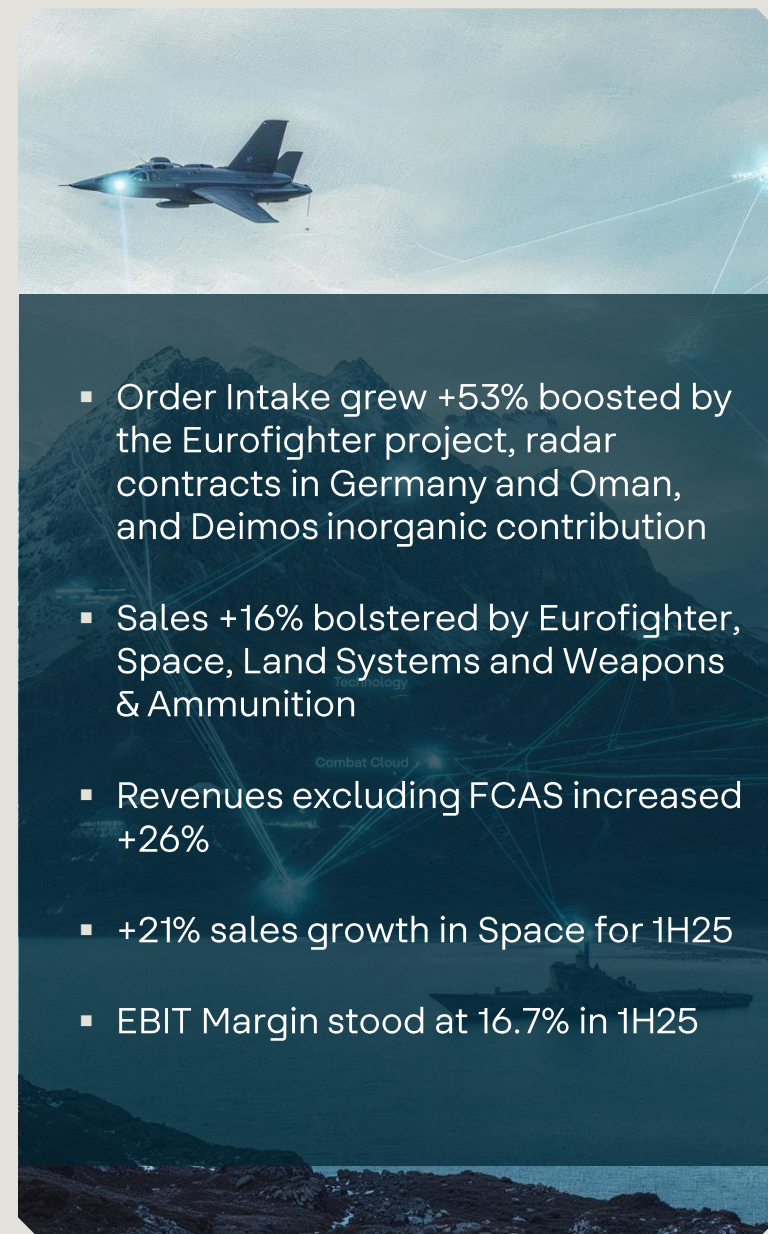 ▪ Order Intake grew +53% boosted by
the Eurofighter project, radar
contracts in Germany and Oman,
and Deimos inorganic contribution
▪ Sales +16% bolstered by Eurofighter,
Space, Land Systems and Weapons
Technology
& Ammunition
Combat Cloud
▪ Revenues excluding FCAS increased
+26%
▪ +21% sales growth in Space for 1H25
▪ EBIT Margin stood at 16.7% in 1H25